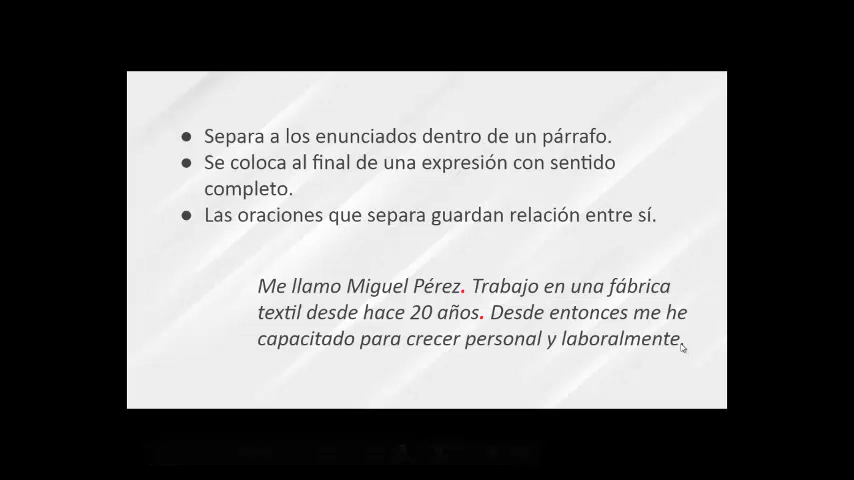 ● Separa a los enunciados dentro de un párrafo.
● Se coloca al final de una expresión con sentido
completo.
● Las oraciones que separa guardan relación entre sí.
Me llamo Miguel Pérez. Trabajo en una fábrica
textil desde hace 20 años. Desde entonces me he
capacitado para crecer personal y laboralmente.